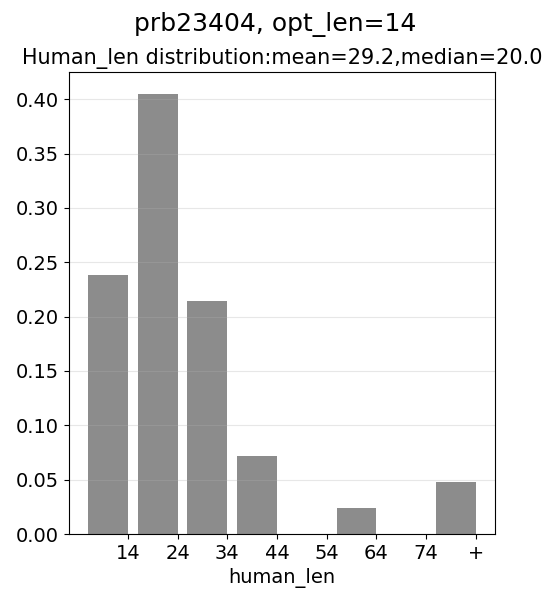 prb23404, opt_len=14
Human_len distribution:mean=29.2,median=20.0
0.40
0.35
0.30
0.25
0.20
0.15
0.10
0.05
0.00
14 24 34 44 54 64 74 +
human_len